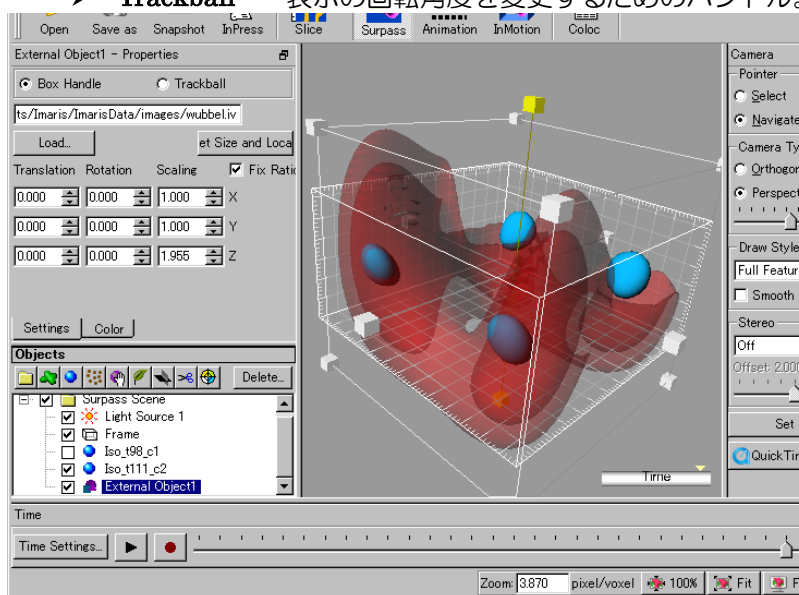 ➤ Trackball 表示の回転角度を変更するためのハンドル。
Open Save as Snapshot InPress Slice Surpass Animation InMotion Coloc
External Object1 - Properties
Box Handle Trackball
ts/Imaris/ImarisData/images/wubbel.iv
Load... et Size and Loca
Translation Rotation Scaling Fix Ratio
0.000 0.000 1.000 X
0.000 0.000 1.000 Y
0.000 0.000 1.955 Z
Settings Color
Objects
Delete...
Surpass Scene
Light Source 1
Frame
Iso_t98_c1
Iso_t111_c2
External Object1
Time
Camera
Pointer
Select
Navigate
Camera Ty
Orthogon
Perspect
Draw Style
Full Featur
Smooth
Stereo
Off
Offset: 2.000
Set
QuickTim
Time
Time Settings...
Zoom: 3.870 pixel/voxel 100% Fit F